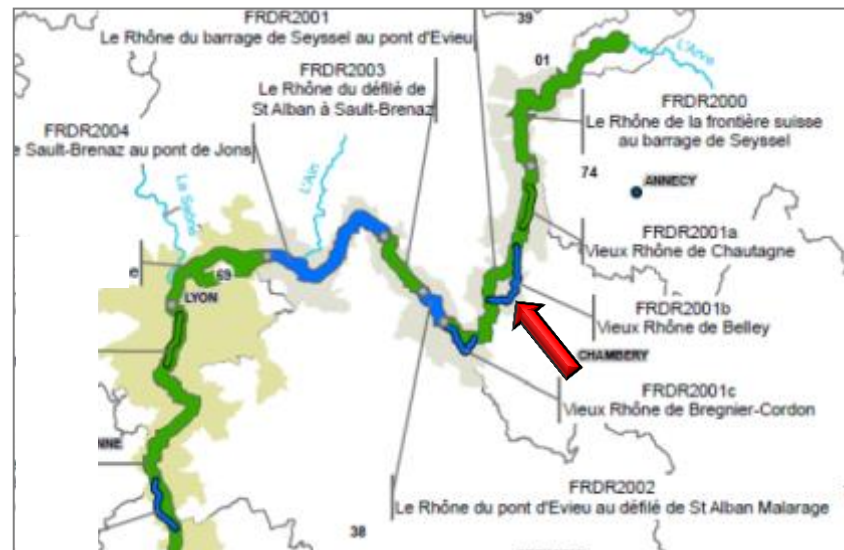 FRDR2001
Le Rhône du barrage de Seyssel au pont d'Evieu
39
01
L'Arve
FRDR2003
Le Rhône du défilé de
St Alban à Sault-Brenaz
FRDR2000
Le Rhône de la frontière suisse
au barrage de Seyssel
FRDR2004
e Sault-Brenaz au pont de Jons
74
ANNECY
La Saône
L'Ain
FRDR2001a
Vieux Rhône de Chautagne
e
69
LYON
FRDR2001b
Vieux Rhône de Belley
CHAMBERY
FRDR2001c
Vieux Rhône de Bregnier-Cordon
NNE
FRDR2002
Le Rhône du pont d'Evieu au défilé de St Alban Malarage
38